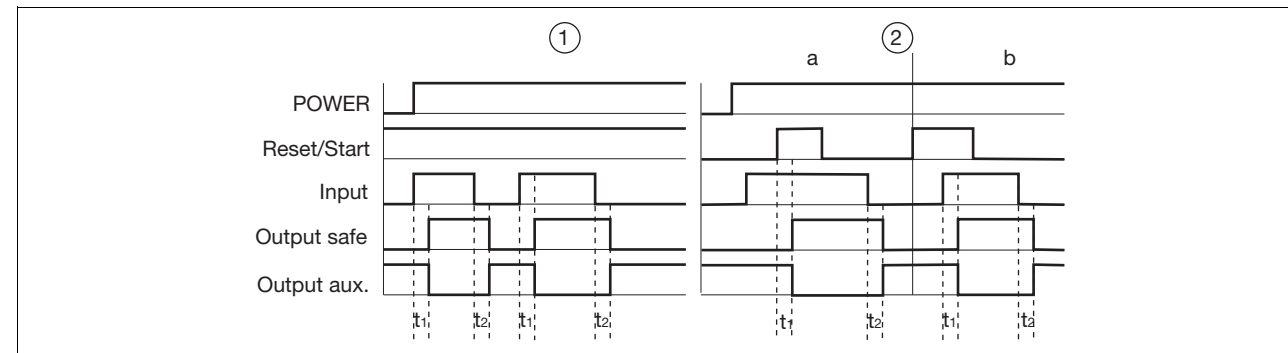 ① ②
a b
POWER
Reset/Start
Input
Output safe
Output aux.
t1 t2 t1 t2 t1 t2 t1 t2